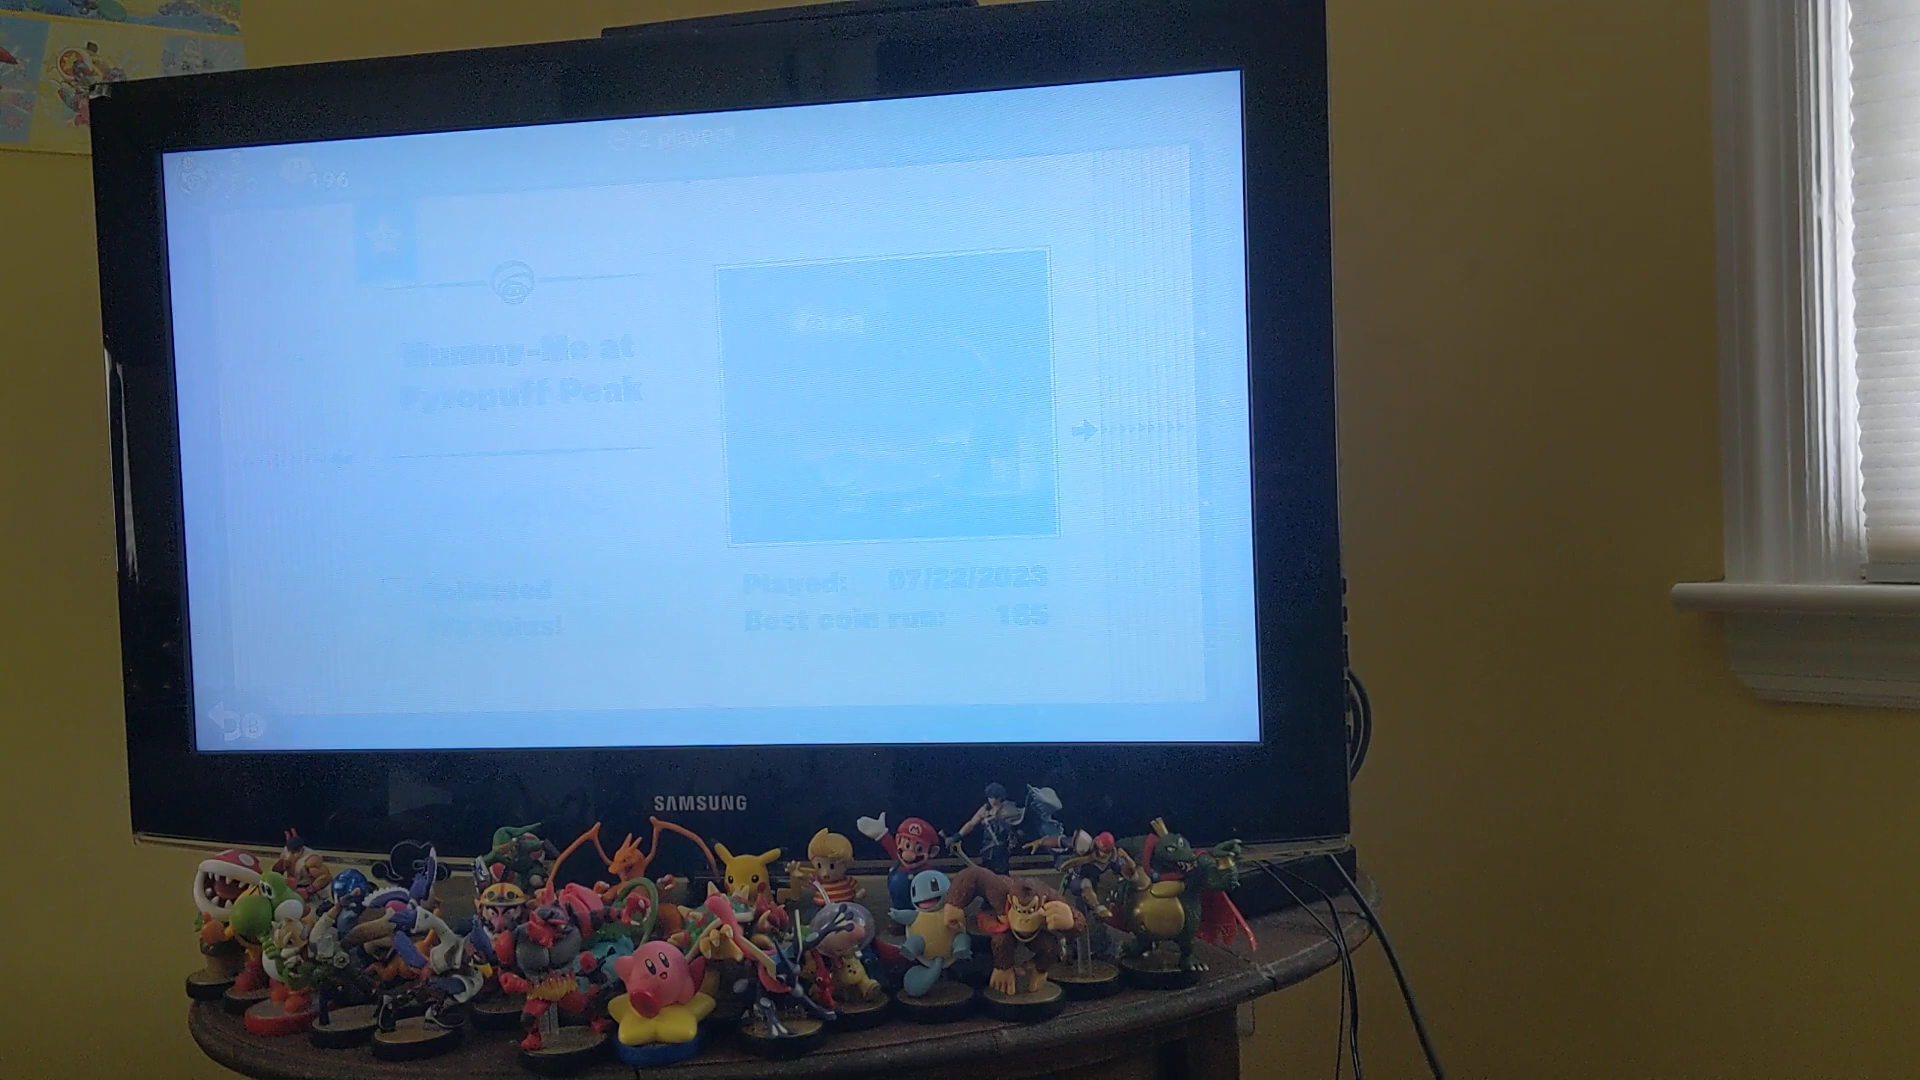 2 players
196
Mummy-Me at
Pyropuff Peak
Collected
Played: 07/22/2023
Best coin run: 165
B
SAMSUNG